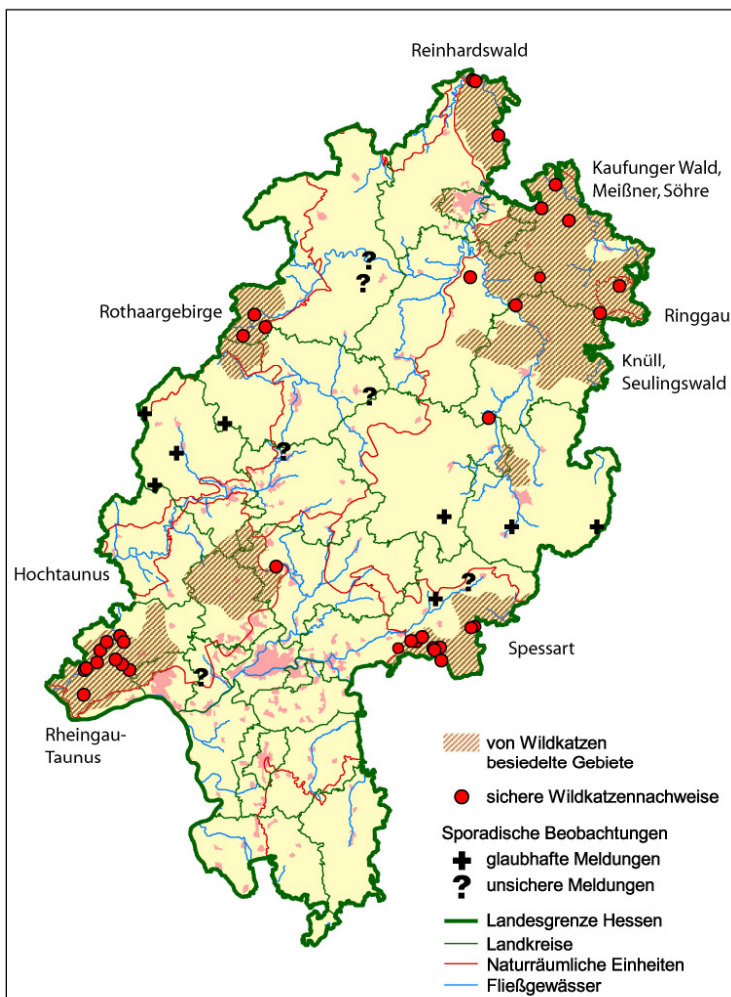 Reinhardswald
Kaufunger Wald,
Meißner, Söhre
?
?
Rothaargebirge
Ringgau
Knüll,
Seulingswald
?
?
Hochtaunus
?
Spessart
?
Rheingau-
Taunus
von Wildkatzen
besiedelte Gebiete
sichere Wildkatzennachweise
Sporadische Beobachtungen
glaubhafte Meldungen
? unsichere Meldungen
Landesgrenze Hessen
Landkreise
Naturräumliche Einheiten
Fließgewässer